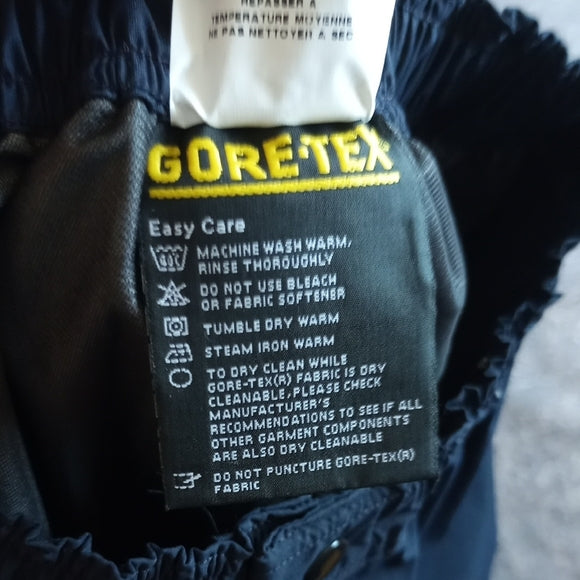 REPASSER A
TEMPERATURE MOYENNE
NE PAS NETTOYER A SEC
GORE-TEX
Easy Care
60C
MACHINE WASH WARM,
RINSE THOROUGHLY
DO NOT USE BLEACH
OR FABRIC SOFTENER
TUMBLE DRY WARM
STEAM IRON WARM
TO DRY CLEAN WHILE
GORE-TEX(R) FABRIC IS DRY
CLEANABLE, PLEASE CHECK
MANUFACTURER'S
RECOMMENDATIONS TO SEE IF ALL
OTHER GARMENT COMPONENTS
ARE ALSO DRY CLEANABLE
DO NOT PUNCTURE GORE-TEX(R)
FABRIC